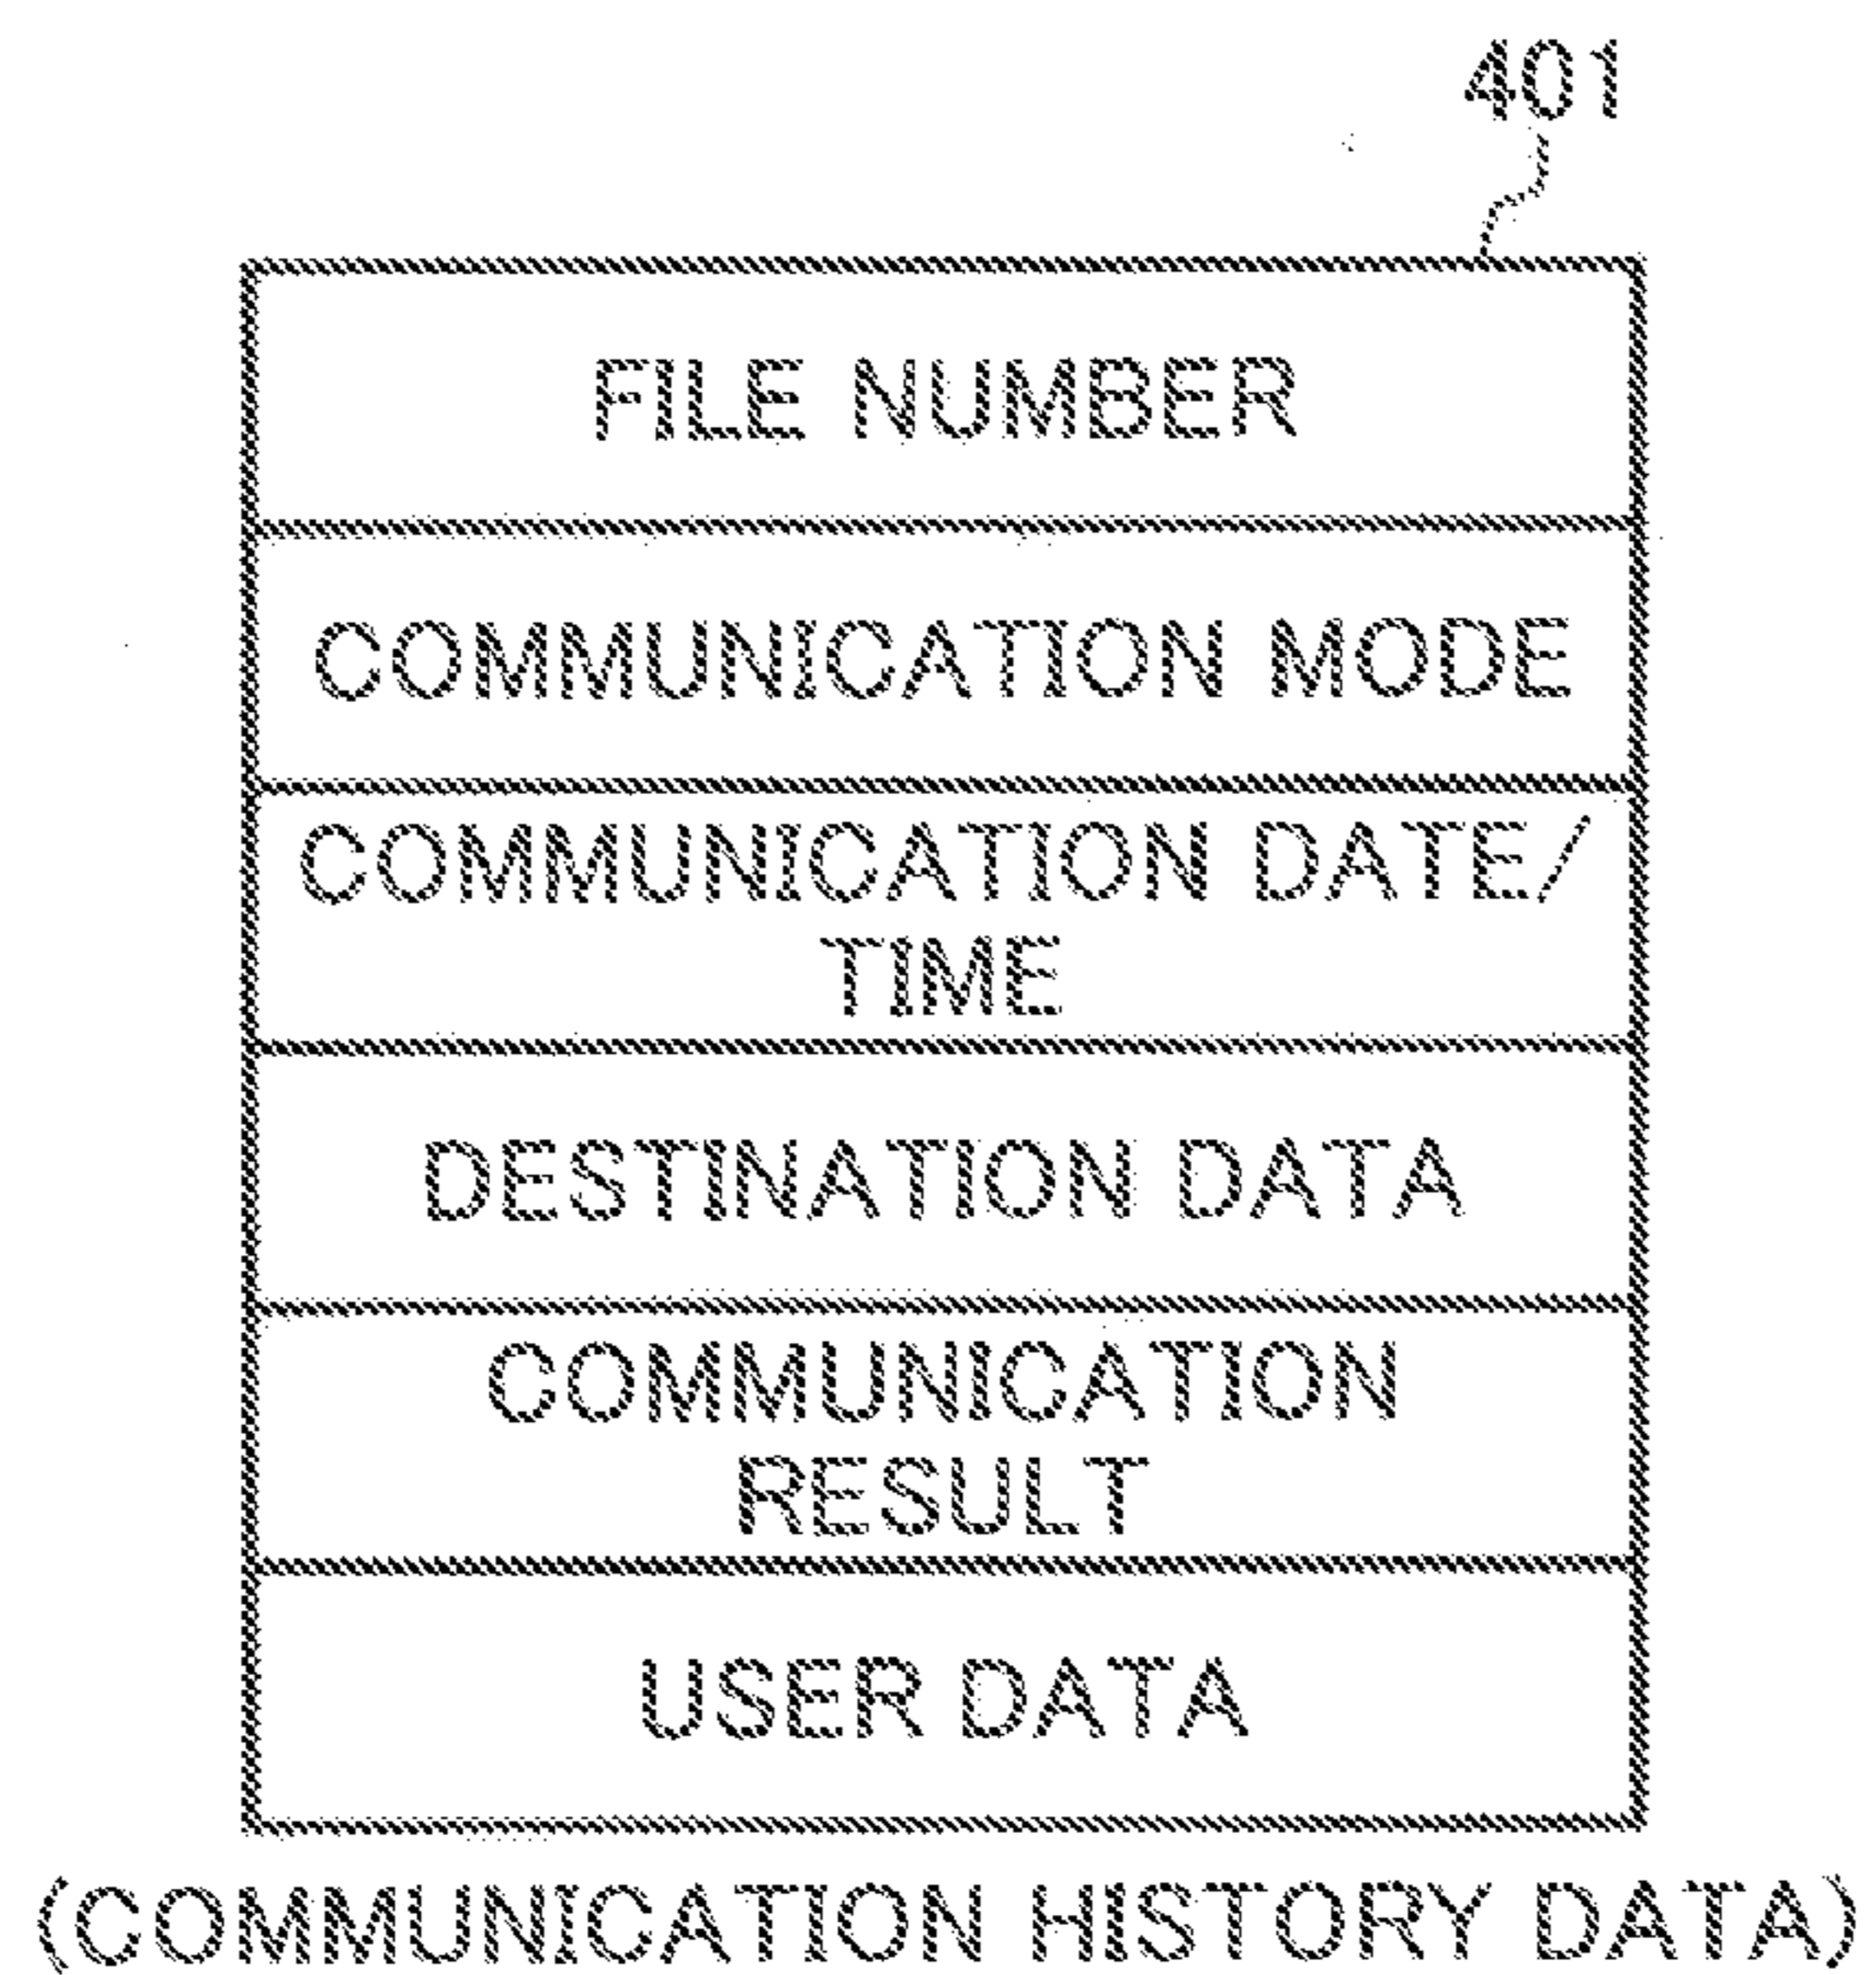 401
FILE NUMBER
COMMUNICATION MODE
COMMUNICATION DATE/
TIME
DESTINATION DATA
COMMUNICATION
RESULT
USER DATA
(COMMUNICATION HISTORY DATA)